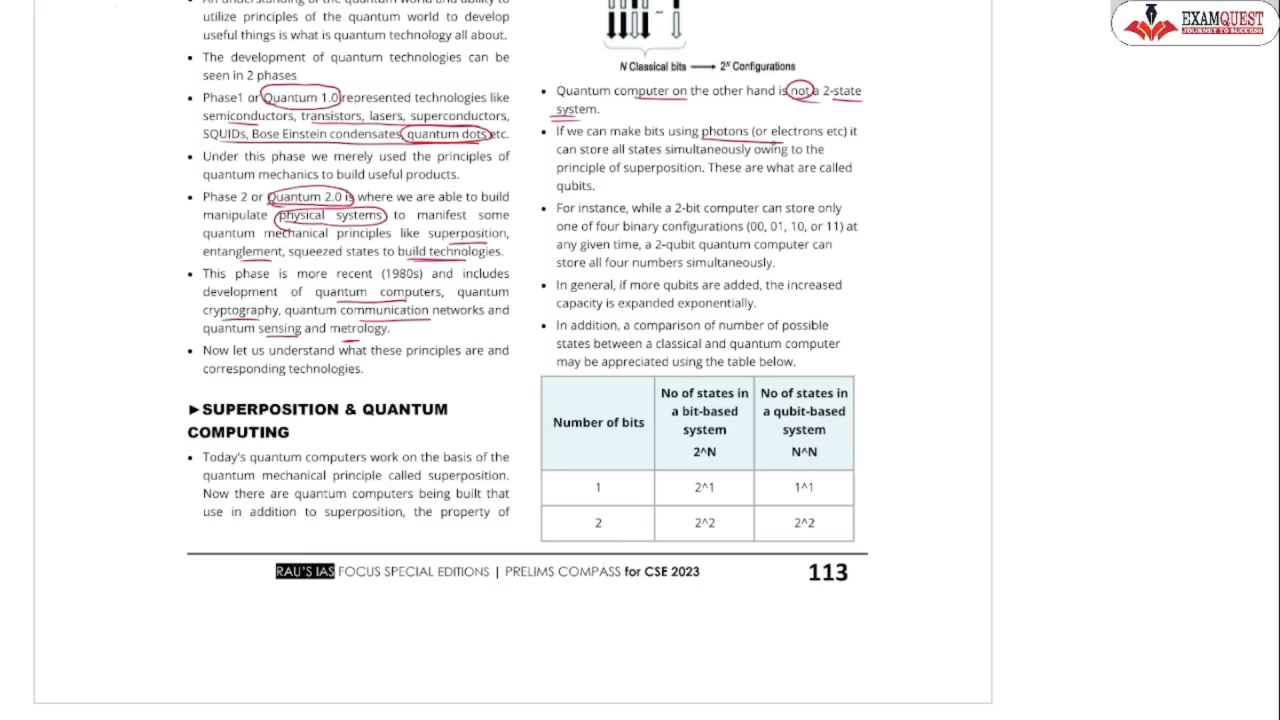 An understanding of the quantum world and ability to
utilize principles of the quantum world to develop
useful things is what is quantum technology all about.
• The development of quantum technologies can be
seen in 2 phases
• Phase1 or Quantum 1.0 represented technologies like
semiconductors, transistors, lasers, superconductors,
SQUIDs, Bose Einstein condensates, quantum dots etc.
• Under this phase we merely used the principles of
quantum mechanics to build useful products.
• Phase 2 or Quantum 2.0 is where we are able to build
manipulate physical systems to manifest some
quantum mechanical principles like superposition,
entanglement, squeezed states to build technologies.
• This phase is more recent (1980s) and includes
development of quantum computers, quantum
cryptography, quantum communication networks and
quantum sensing and metrology.
• Now let us understand what these principles are and
corresponding technologies.
►SUPERPOSITION & QUANTUM
COMPUTING
• Today's quantum computers work on the basis of the
quantum mechanical principle called superposition.
Now there are quantum computers being built that
use in addition to superposition, the property of
N Classical bits → 2^N Configurations
• Quantum computer on the other hand is not a 2-state
system.
• If we can make bits using photons (or electrons etc) it
can store all states simultaneously owing to the
principle of superposition. These are what are called
qubits.
• For instance, while a 2-bit computer can store only
one of four binary configurations (00, 01, 10, or 11) at
any given time, a 2-qubit quantum computer can
store all four numbers simultaneously.
• In general, if more qubits are added, the increased
capacity is expanded exponentially.
• In addition, a comparison of number of possible
states between a classical and quantum computer
may be appreciated using the table below.
Number of bits
No of states in
a bit-based
system
2^N
No of states in
a qubit-based
system
N^N
1 2^1 1^1
2 2^2 2^2
RAU'S IAS FOCUS SPECIAL EDITIONS | PRELIMS COMPASS for CSE 2023 113
EXAMQUEST
JOURNEY TO SUCCESS